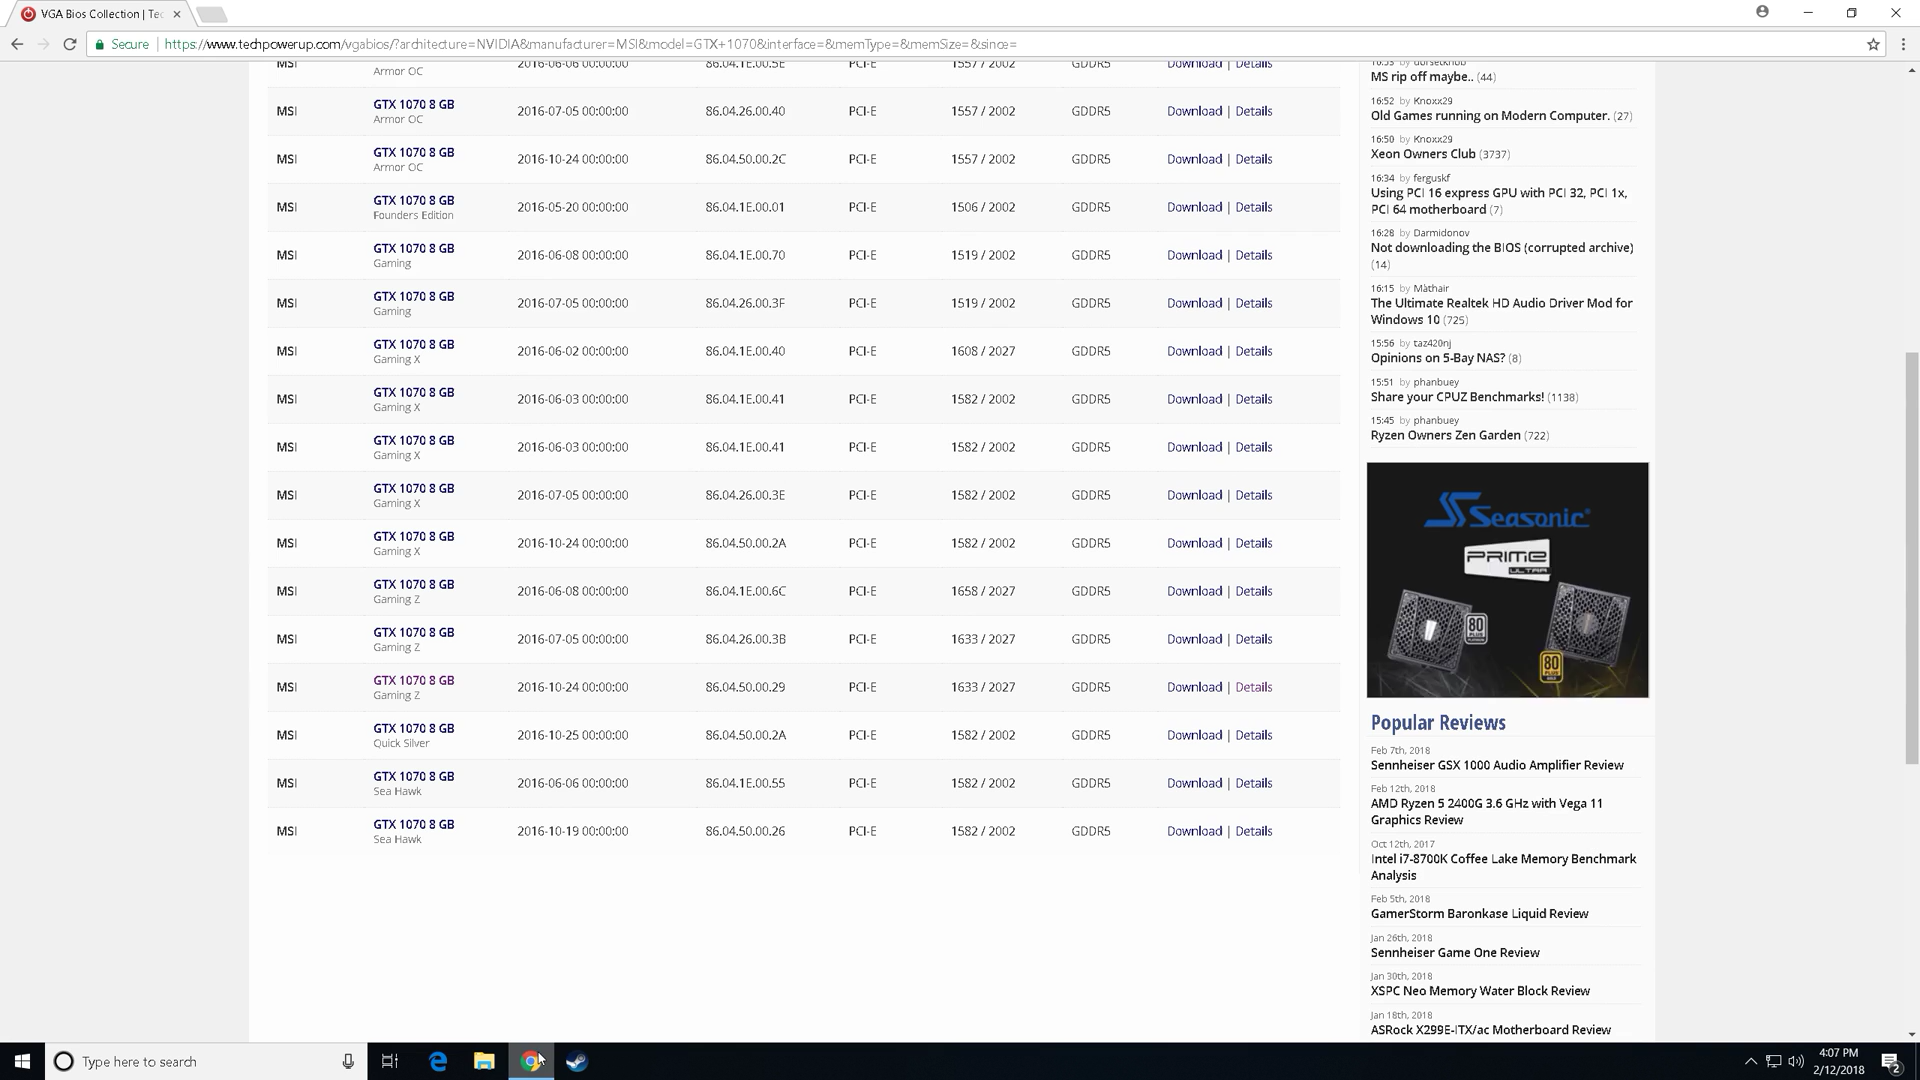 VGA Bios Collection | Tec
Secure
https://www.techpowerup.com/vgabios/?architecture=NVIDIA&manufacturer=MSI&model=GTX+1070&interface=&memType=&memSize=&since=
MSI 2016-06-06 00:00:00 86.04.1E.00.5E PCI-E 1557 / 2002 GDDR5 Download | Details
Armor OC
MSI GTX 1070 8 GB 2016-07-05 00:00:00 86.04.26.00.40 PCI-E 1557 / 2002 GDDR5 Download | Details
Armor OC
MSI GTX 1070 8 GB 2016-10-24 00:00:00 86.04.50.00.2C PCI-E 1557 / 2002 GDDR5 Download | Details
Armor OC
MSI GTX 1070 8 GB 2016-05-20 00:00:00 86.04.1E.00.01 PCI-E 1506 / 2002 GDDR5 Download | Details
Founders Edition
MSI GTX 1070 8 GB 2016-06-08 00:00:00 86.04.1E.00.70 PCI-E 1519 / 2002 GDDR5 Download | Details
Gaming
MSI GTX 1070 8 GB 2016-07-05 00:00:00 86.04.26.00.3F PCI-E 1519 / 2002 GDDR5 Download | Details
Gaming
MSI GTX 1070 8 GB 2016-06-02 00:00:00 86.04.1E.00.40 PCI-E 1608 / 2027 GDDR5 Download | Details
Gaming X
MSI GTX 1070 8 GB 2016-06-03 00:00:00 86.04.1E.00.41 PCI-E 1582 / 2002 GDDR5 Download | Details
Gaming X
MSI GTX 1070 8 GB 2016-06-03 00:00:00 86.04.1E.00.41 PCI-E 1582 / 2002 GDDR5 Download | Details
Gaming X
MSI GTX 1070 8 GB 2016-07-05 00:00:00 86.04.26.00.3E PCI-E 1582 / 2002 GDDR5 Download | Details
Gaming X
MSI GTX 1070 8 GB 2016-10-24 00:00:00 86.04.50.00.2A PCI-E 1582 / 2002 GDDR5 Download | Details
Gaming X
MSI GTX 1070 8 GB 2016-06-08 00:00:00 86.04.1E.00.6C PCI-E 1658 / 2027 GDDR5 Download | Details
Gaming Z
MSI GTX 1070 8 GB 2016-07-05 00:00:00 86.04.26.00.3B PCI-E 1633 / 2027 GDDR5 Download | Details
Gaming Z
MSI GTX 1070 8 GB 2016-10-24 00:00:00 86.04.50.00.29 PCI-E 1633 / 2027 GDDR5 Download | Details
Gaming Z
MSI GTX 1070 8 GB 2016-10-25 00:00:00 86.04.50.00.2A PCI-E 1582 / 2002 GDDR5 Download | Details
Quick Silver
MSI GTX 1070 8 GB 2016-06-06 00:00:00 86.04.1E.00.55 PCI-E 1582 / 2002 GDDR5 Download | Details
Sea Hawk
MSI GTX 1070 8 GB 2016-10-19 00:00:00 86.04.50.00.26 PCI-E 1582 / 2002 GDDR5 Download | Details
Sea Hawk
MS rip off maybe.. (44)
16:52 by Knoxx29
Old Games running on Modern Computer. (27)
16:50 by Knoxx29
Xeon Owners Club (3737)
16:34 by ferguskf
Using PCI 16 express GPU with PCI 32, PCI 1x,
PCI 64 motherboard (7)
16:28 by Darmidonov
Not downloading the BIOS (corrupted archive)
(14)
16:15 by Màthair
The Ultimate Realtek HD Audio Driver Mod for
Windows 10 (725)
15:56 by taz420nj
Opinions on 5-Bay NAS? (8)
15:51 by phanbuey
Share your CPUZ Benchmarks! (1138)
15:45 by phanbuey
Ryzen Owners Zen Garden (722)
Seasonic
PRIME
ULTRA
80
PLUS
80
PLUS
Popular Reviews
Feb 7th, 2018
Sennheiser GSX 1000 Audio Amplifier Review
Feb 12th, 2018
AMD Ryzen 5 2400G 3.6 GHz with Vega 11
Graphics Review
Oct 12th, 2017
Intel i7-8700K Coffee Lake Memory Benchmark
Analysis
Feb 5th, 2018
GamerStorm Baronkase Liquid Review
Jan 26th, 2018
Sennheiser Game One Review
Jan 30th, 2018
XSPC Neo Memory Water Block Review
Jan 18th, 2018
ASRock X299E-ITX/ac Motherboard Review
Type here to search
4:07 PM
2/12/2018
2